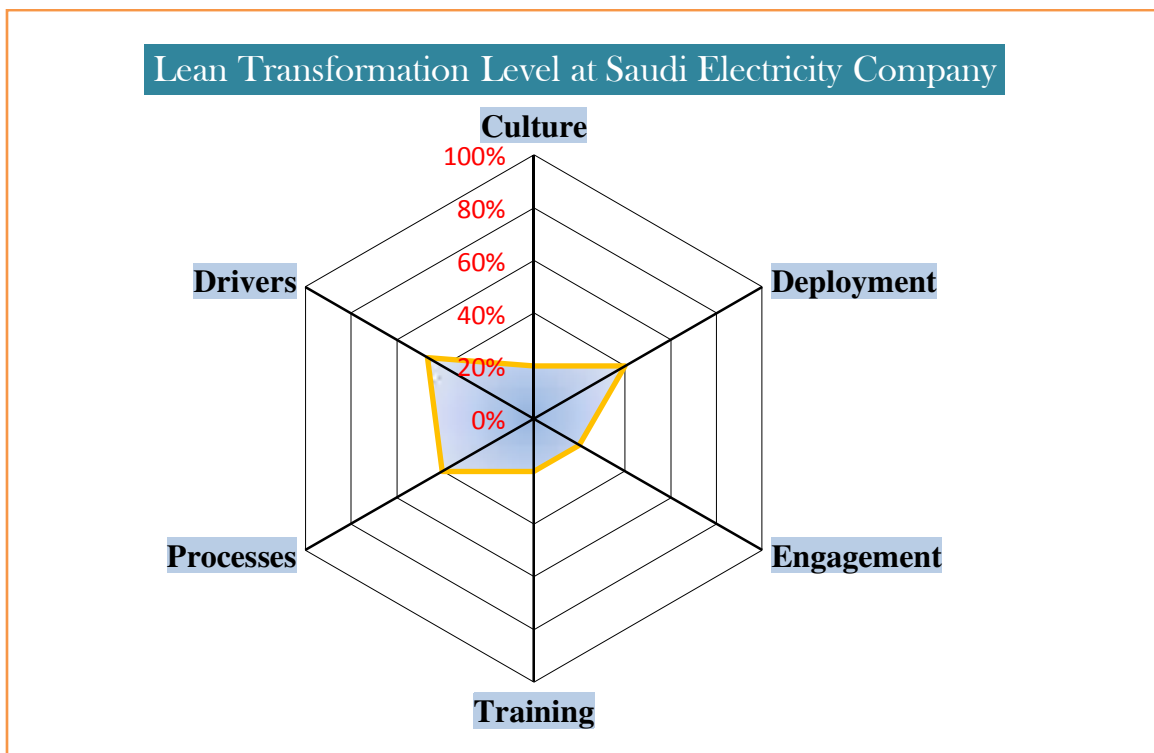 Lean Transformation Level at Saudi Electricity Company
Culture
100%
80%
60%
40%
20%
0%
Drivers
Deployment
Processes
Engagement
Training